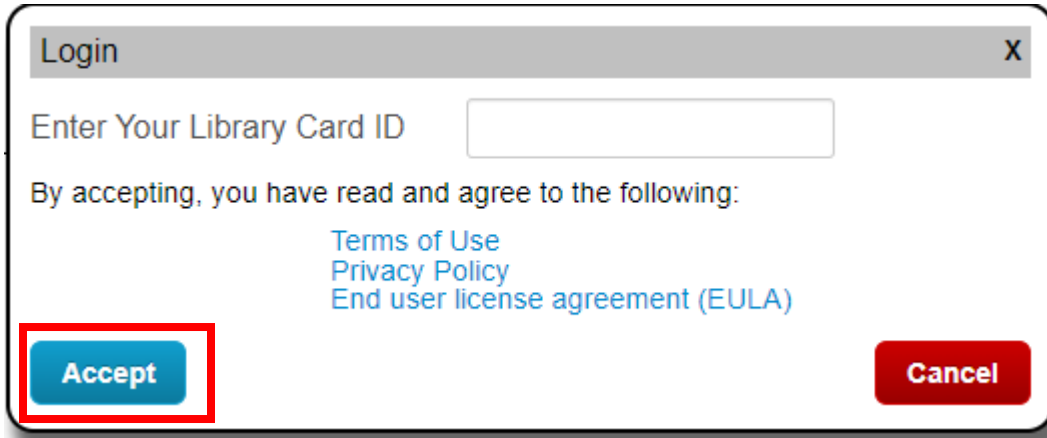 Login X
Enter Your Library Card ID
By accepting, you have read and agree to the following:
Terms of Use
Privacy Policy
End user license agreement (EULA)
Accept Cancel